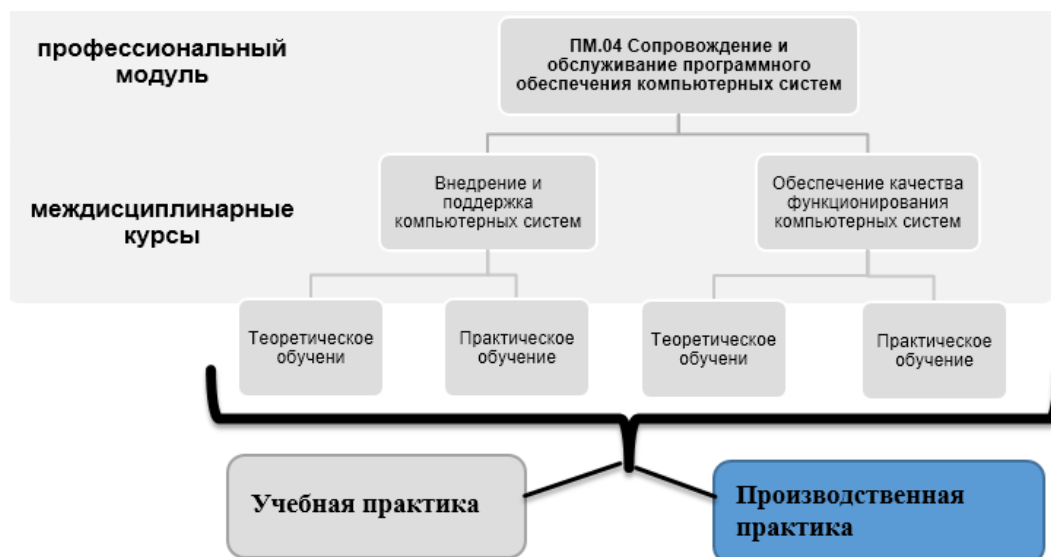 профессиональный
модуль
ПМ.04 Сопровождение и
обслуживание программного
обеспечения компьютерных систем
междисциплинарные
курсы
Внедрение и
поддержка
компьютерных систем
Обеспечение качества
функционирования
компьютерных систем
Теоретическое
обучени
Практическое
обучение
Теоретическое
обучени
Практическое
обучение
Учебная практика
Производственная
практика